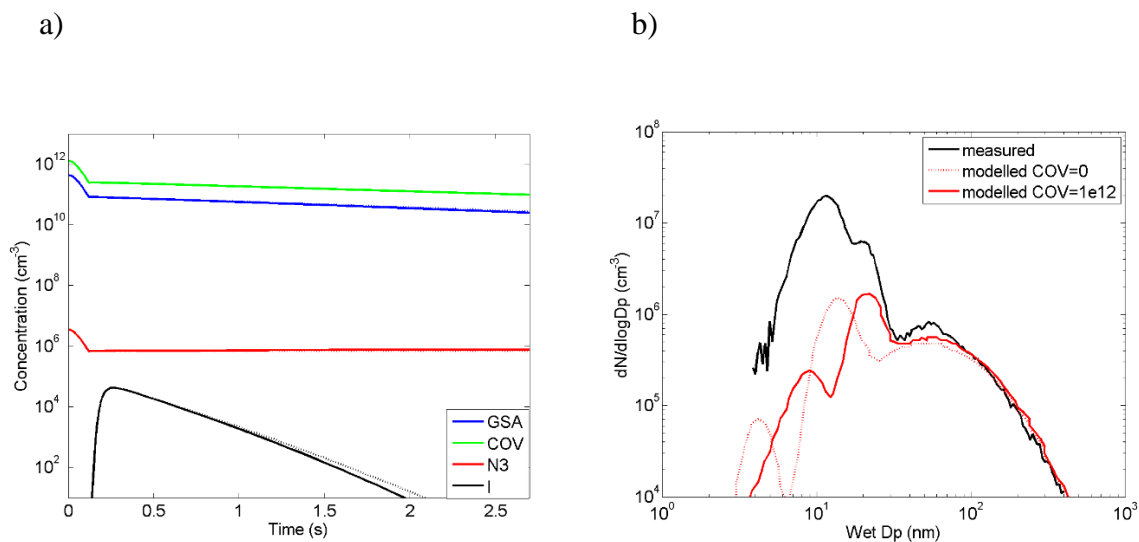 a)
b)
10^12
10^10
10^8
10^6
10^4
10^2
Concentration (cm^-3)
0
0.5
1
1.5
2
2.5
Time (s)
GSA
COV
N3
I
10^8
10^7
10^6
10^5
10^4
dN/dlogDp (cm^-3)
10^0
10^1
10^2
10^3
Wet Dp (nm)
measured
modelled COV=0
modelled COV=1e12